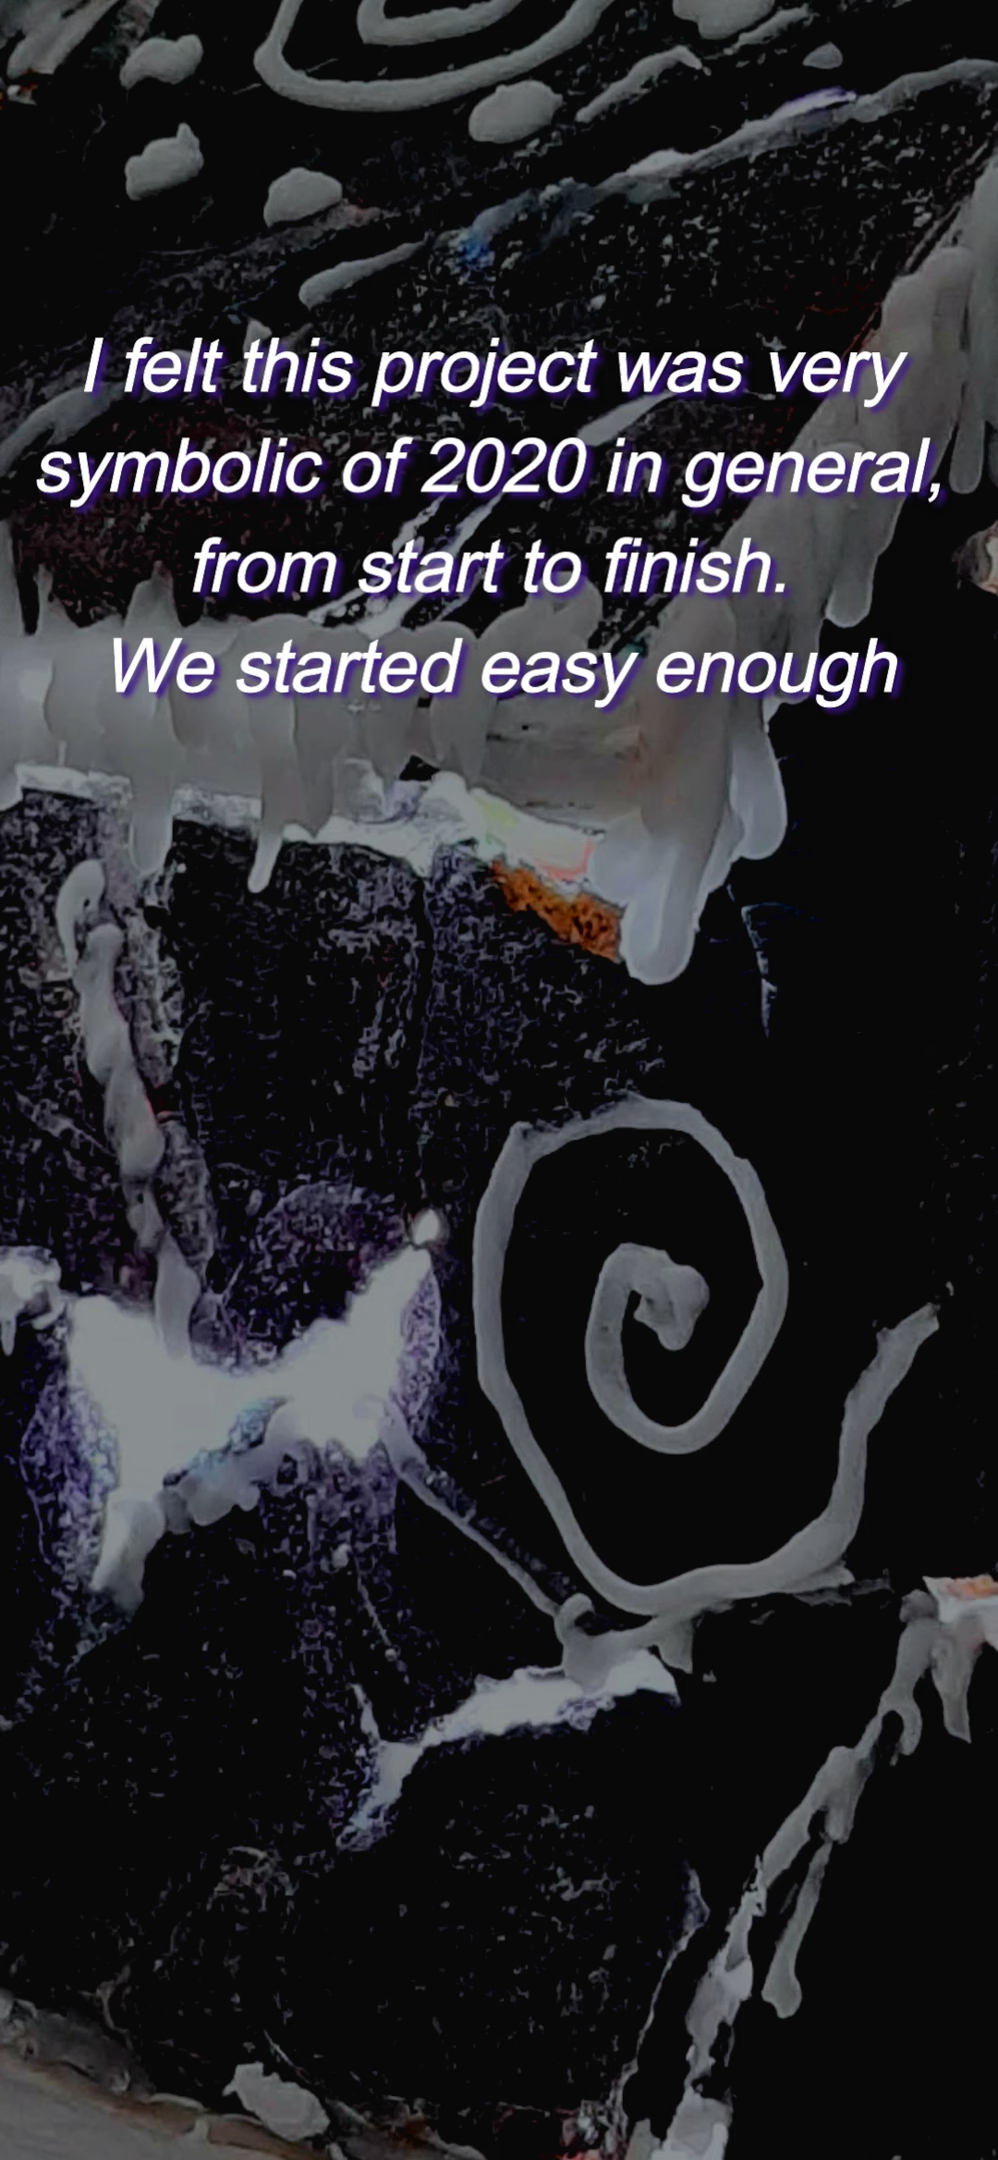 I felt this project was very
symbolic of 2020 in general,
from start to finish.
We started easy enough